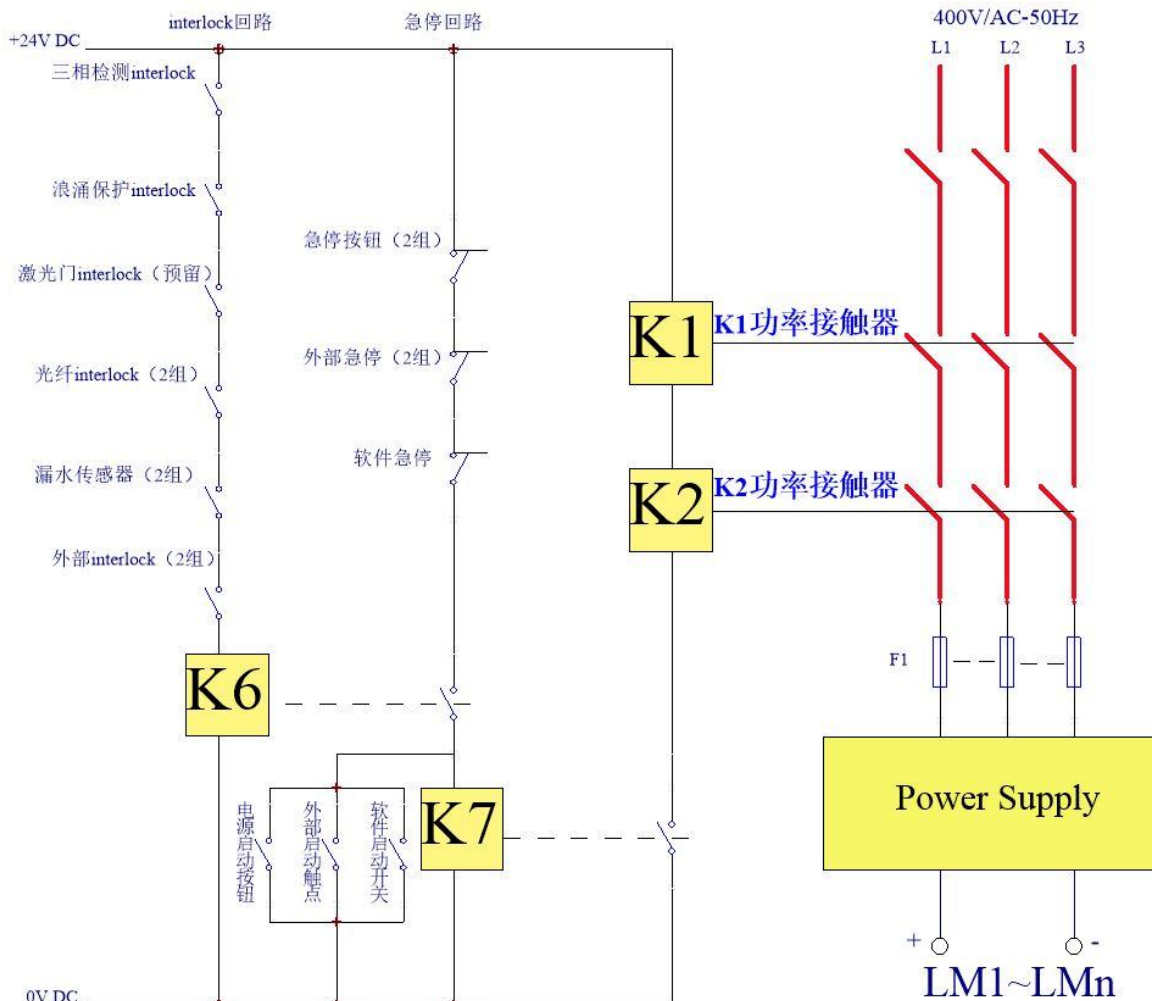 interlock回路
急停回路
400V/AC-50Hz
+24V DC
L1
L2
L3
三相检测interlock
浪涌保护interlock
激光门interlock（预留）
光纤interlock（2组）
漏水传感器（2组）
外部interlock（2组）
急停按钮（2组）
外部急停（2组）
软件急停
K1
K1功率接触器
K2
K2功率接触器
K6
F1
K7
电源启动按钮
外部启动触点
软件启动开关
Power Supply
+
-
LM1~LMn
0V DC